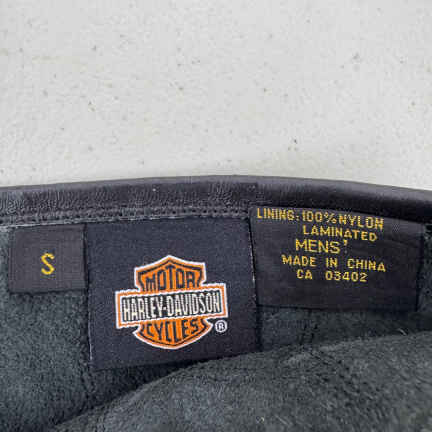 S
MOTOR
HARLEY-DAVIDSON
CYCLES
®
LINING: 100% NYLON
LAMINATED
MENS'
MADE IN CHINA
CA 03402